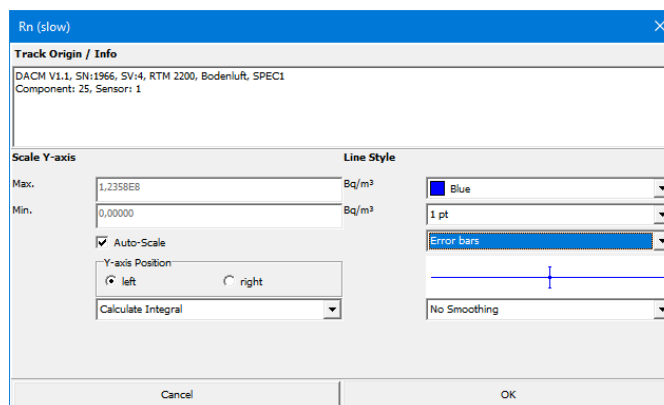 Rn (slow)
Track Origin / Info
DACM V1.1, SN:1966, SV:4, RTM 2200, Bodenluft, SPEC1
Component: 25, Sensor: 1
Scale Y-axis
Line Style
Max.
1,2358E8
Bq/m³
Blue
Min.
0,00000
Bq/m³
1 pt
Auto-Scale
Error bars
Y-axis Position
left
right
Calculate Integral
No Smoothing
Cancel
OK